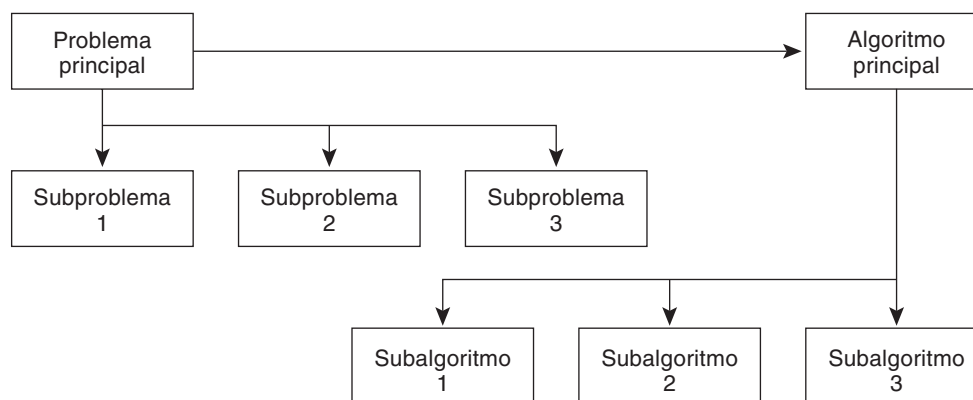 Problema
principal
Algoritmo
principal
Subproblema
1
Subproblema
2
Subproblema
3
Subalgoritmo
1
Subalgoritmo
2
Subalgoritmo
3